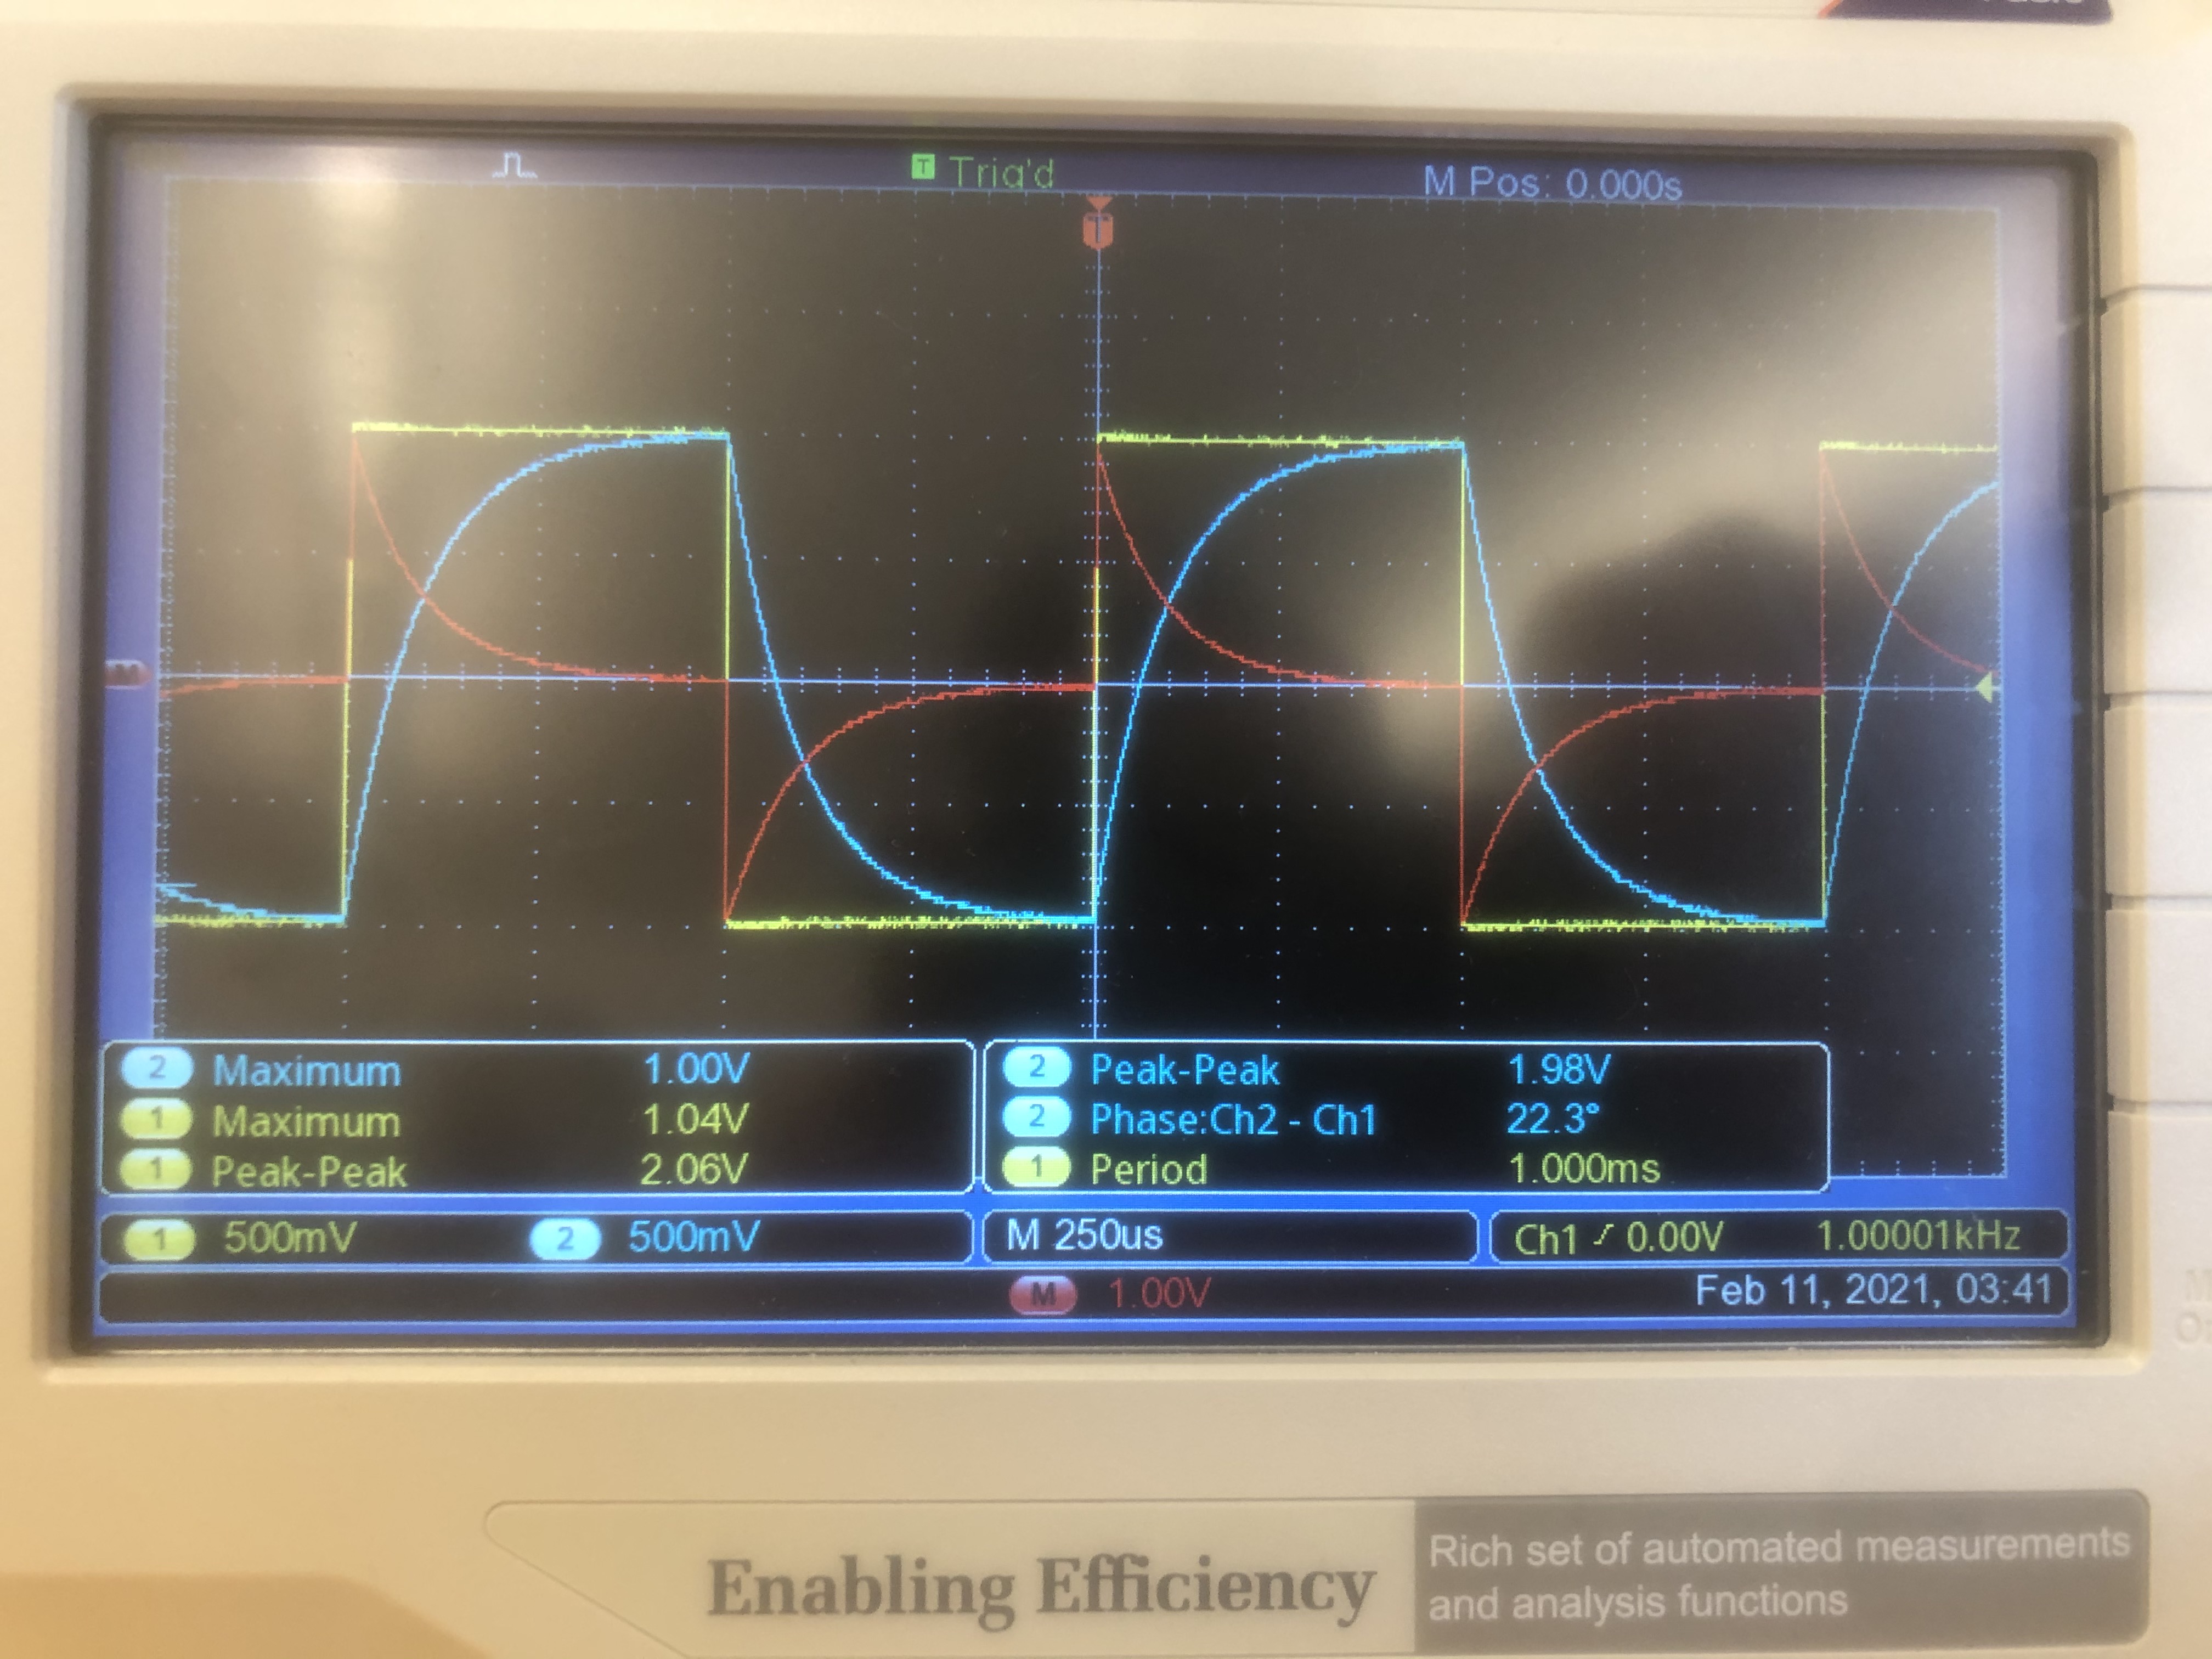 T Trig'd M Pos: 0.000s
T
M
2 Maximum 1.00V
1 Maximum 1.04V
1 Peak-Peak 2.06V
2 Peak-Peak 1.98V
2 Phase:Ch2 - Ch1 22.3°
1 Period 1.000ms
1 500mV 2 500mV M 250us Ch1 0.00V 1.00001kHz
M 1.00V Feb 11, 2021, 03:41
Enabling Efficiency
Rich set of automated measurements
and analysis functions